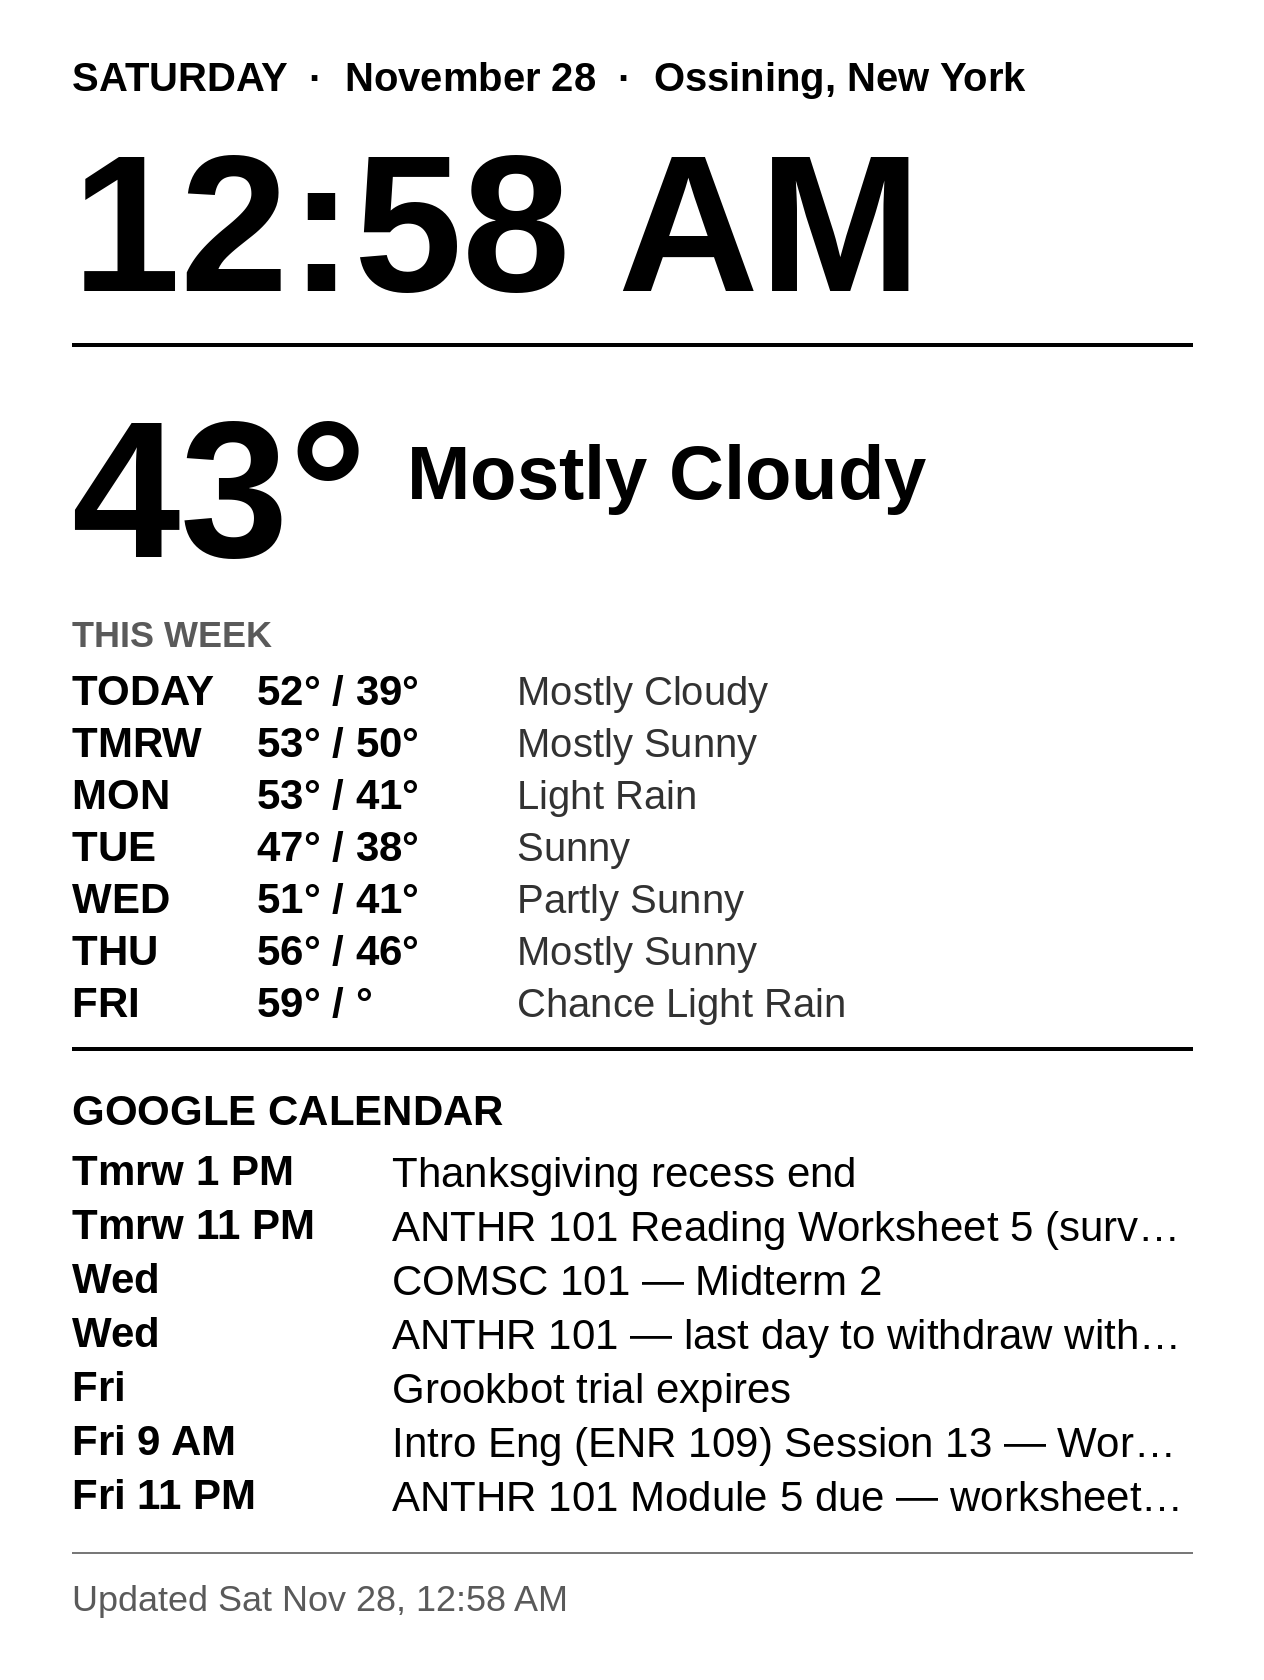 SATURDAY · November 28 · Ossining, New York
12:58 AM
43° Mostly Cloudy
THIS WEEK
TODAY 52° / 39° Mostly Cloudy
TMRW 53° / 50° Mostly Sunny
MON 53° / 41° Light Rain
TUE 47° / 38° Sunny
WED 51° / 41° Partly Sunny
THU 56° / 46° Mostly Sunny
FRI 59° / ° Chance Light Rain
GOOGLE CALENDAR
Tmrw 1 PM Thanksgiving recess end
Tmrw 11 PM ANTHR 101 Reading Worksheet 5 (surv…
Wed COMSC 101 — Midterm 2
Wed ANTHR 101 — last day to withdraw with…
Fri Grookbot trial expires
Fri 9 AM Intro Eng (ENR 109) Session 13 — Wor…
Fri 11 PM ANTHR 101 Module 5 due — worksheet…
Updated Sat Nov 28, 12:58 AM